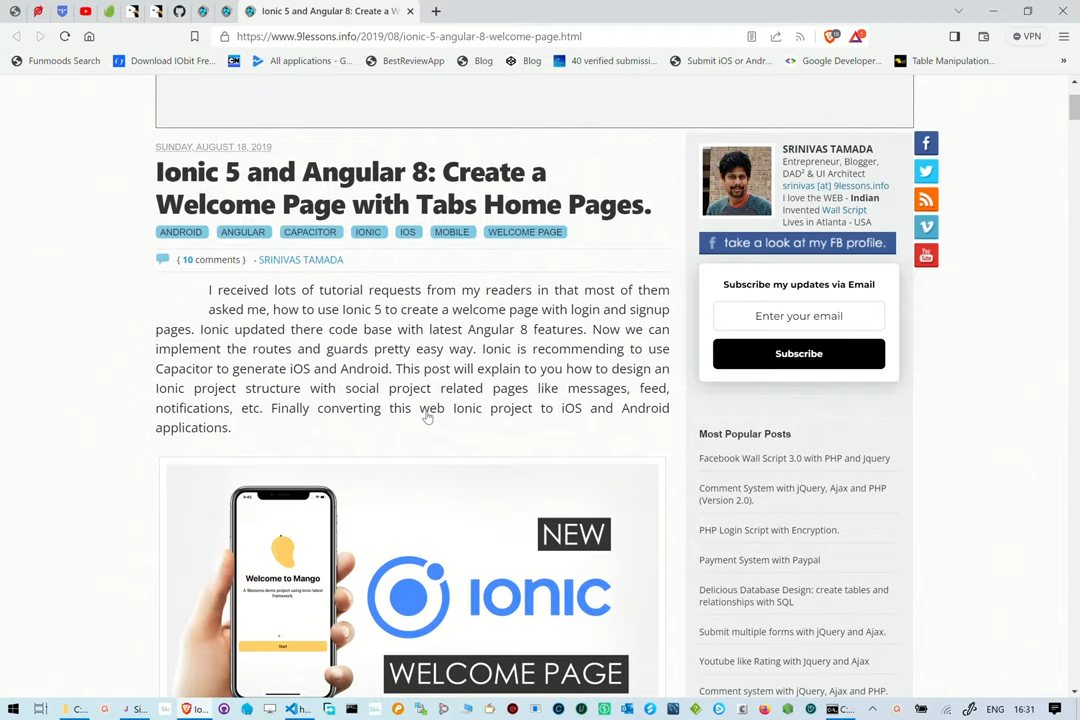 Ionic 5 and Angular 8: Create a W
https://www.9lessons.info/2019/08/ionic-5-angular-8-welcome-page.html
VPN
Funmoods Search
Download IObit Fre...
All applications - G...
BestReviewApp
Blog
Blog
40 verified submissi...
Submit iOS or Andr...
Google Developer...
Table Manipulation...
SUNDAY, AUGUST 18, 2019
Ionic 5 and Angular 8: Create a
Welcome Page with Tabs Home Pages.
ANDROID ANGULAR CAPACITOR IONIC IOS MOBILE WELCOME PAGE
{ 10 comments } - SRINIVAS TAMADA
I received lots of tutorial requests from my readers in that most of them
asked me, how to use Ionic 5 to create a welcome page with login and signup
pages. Ionic updated there code base with latest Angular 8 features. Now we can
implement the routes and guards pretty easy way. Ionic is recommending to use
Capacitor to generate iOS and Android. This post will explain to you how to design an
Ionic project structure with social project related pages like messages, feed,
notifications, etc. Finally converting this web Ionic project to iOS and Android
applications.
NEW
IONIC
WELCOME PAGE
Welcome to Mango
A 9lessons demo project using ionic latest
framework.
Start
SRINIVAS TAMADA
Entrepreneur, Blogger,
DAD² & UI Architect
srinivas [at] 9lessons.info
I love the WEB - Indian
Invented Wall Script
Lives in Atlanta - USA
take a look at my FB profile.
Subscribe my updates via Email
Enter your email
Subscribe
Most Popular Posts
Facebook Wall Script 3.0 with PHP and Jquery
Comment System with jQuery, Ajax and PHP
(Version 2.0).
PHP Login Script with Encryption.
Payment System with Paypal
Delicious Database Design: create tables and
relationships with SQL
Submit multiple forms with jQuery and Ajax.
Youtube like Rating with Jquery and Ajax
Comment system with jQuery, Ajax and PHP.
ENG 16:31